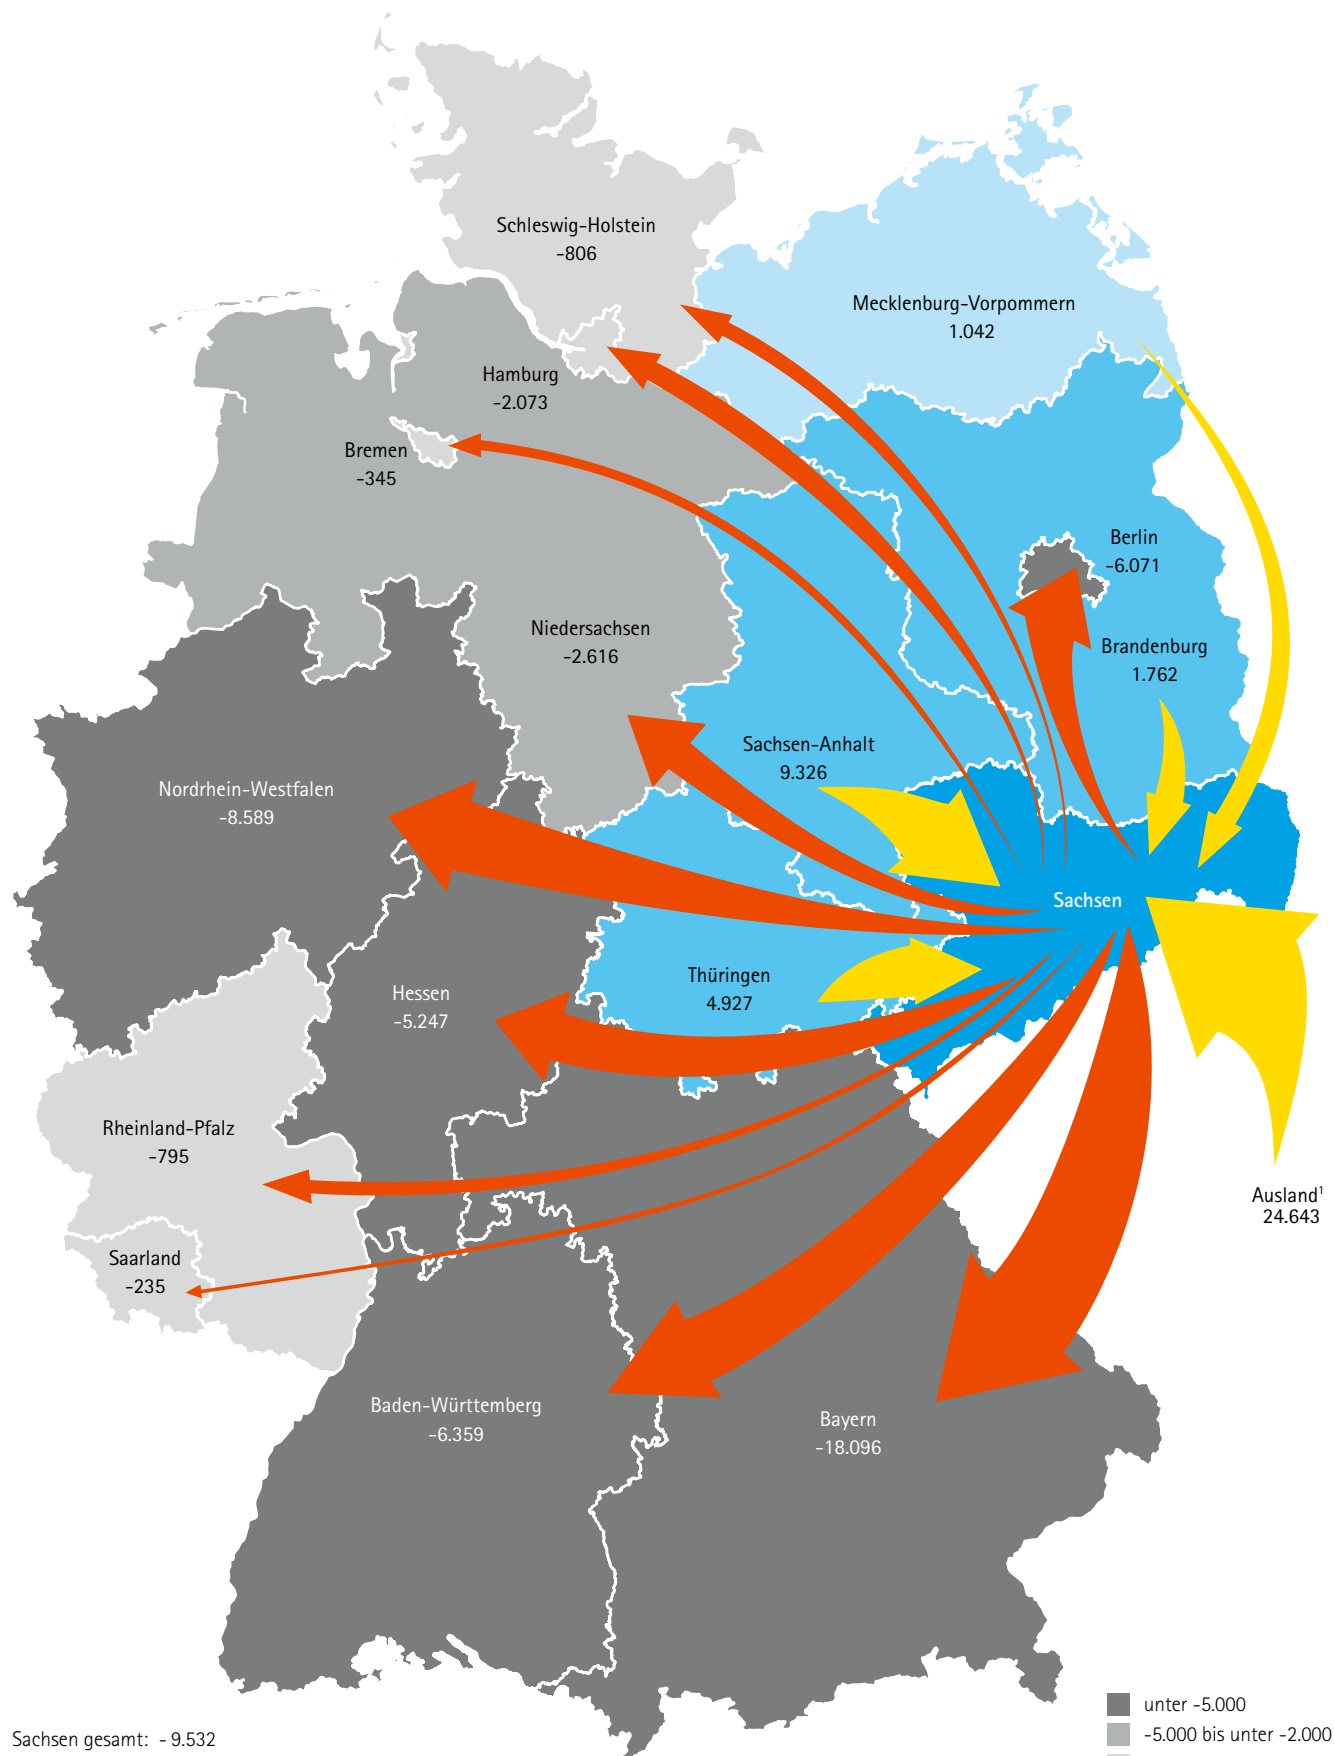 Schleswig-Holstein
-806
Mecklenburg-Vorpommern
1.042
Hamburg
-2.073
Bremen
-345
Berlin
-6.071
Niedersachsen
-2.616
Brandenburg
1.762
Sachsen-Anhalt
9.326
Nordrhein-Westfalen
-8.589
Sachsen
Thüringen
4.927
Hessen
-5.247
Rheinland-Pfalz
-795
Ausland¹
24.643
Saarland
-235
Baden-Württemberg
-6.359
Bayern
-18.096
unter -5.000
-5.000 bis unter -2.000
Sachsen gesamt: - 9.532